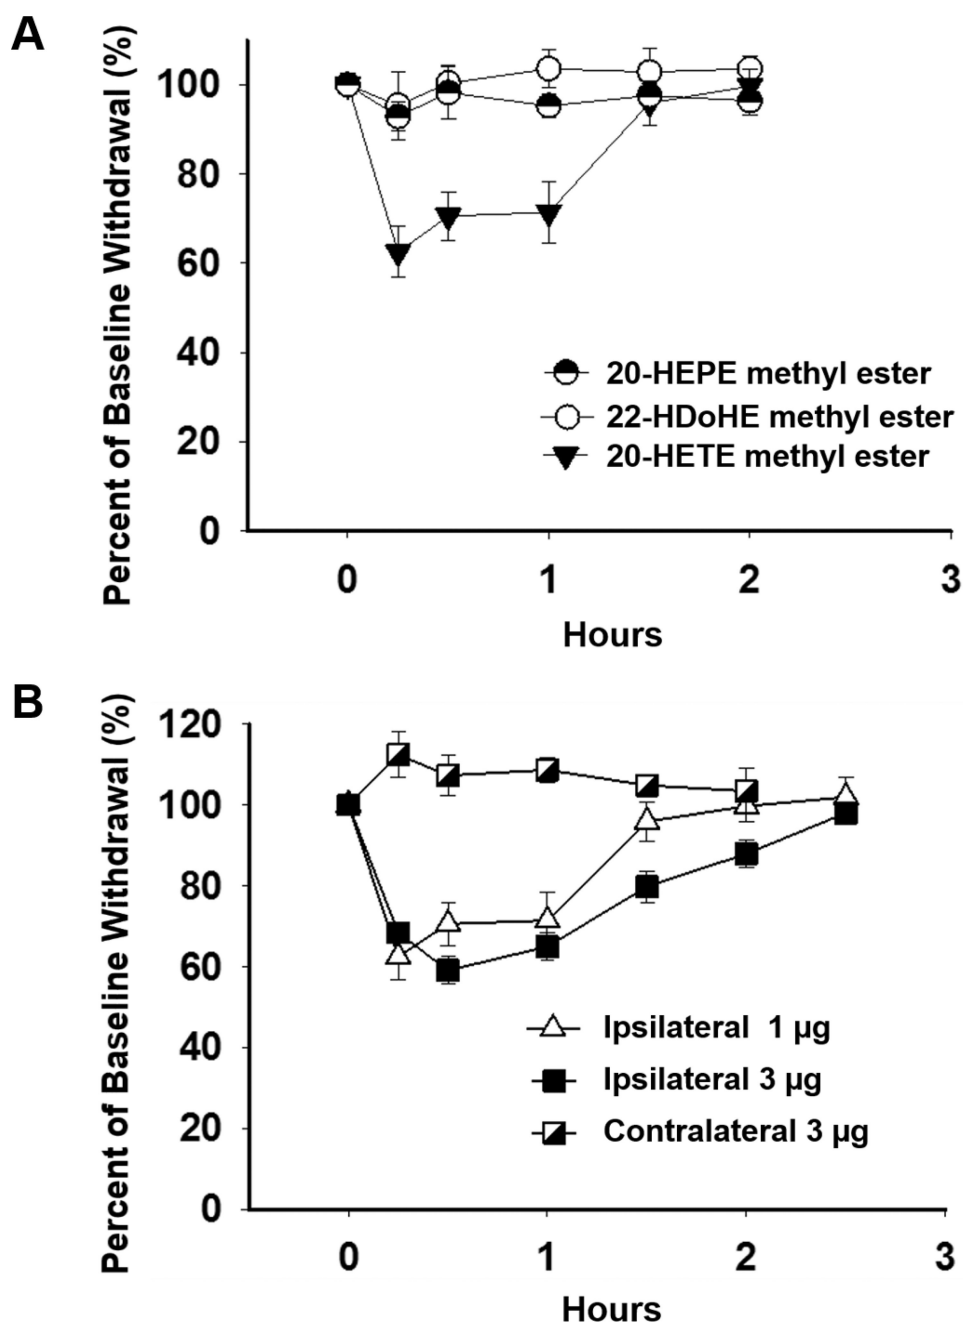 A
Percent of Baseline Withdrawal (%)
100
80
60
40
20
0
20-HEPE methyl ester
22-HDoHE methyl ester
20-HETE methyl ester
0 1 2 3
Hours
B
Percent of Baseline Withdrawal (%)
120
100
80
60
40
20
0
Ipsilateral 1 µg
Ipsilateral 3 µg
Contralateral 3 µg
0 1 2 3
Hours